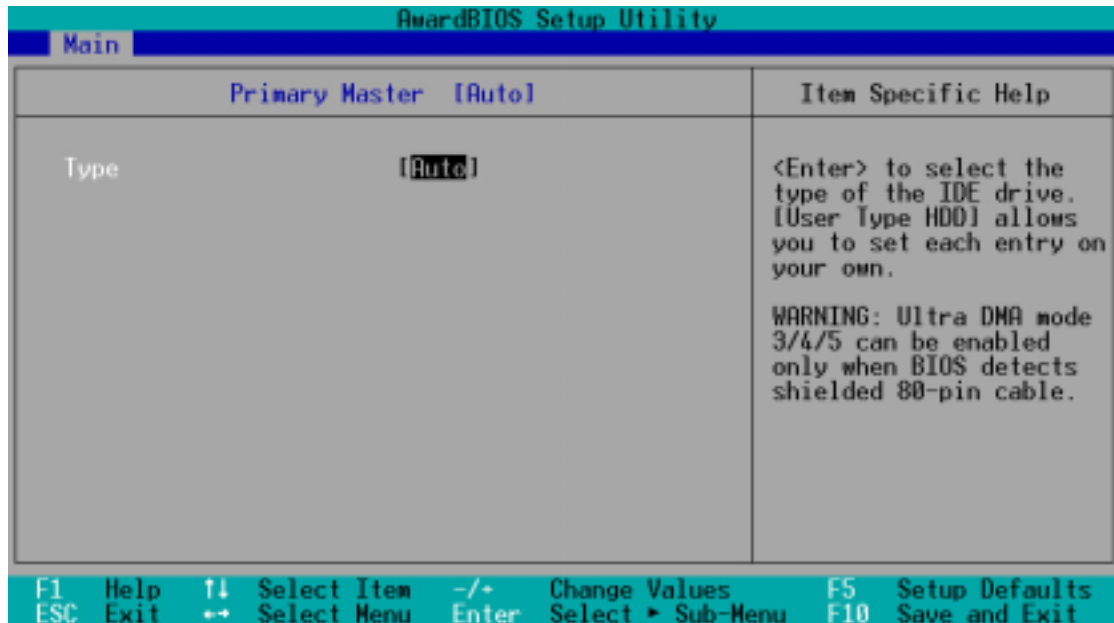 AwardBIOS Setup Utility
Main
Primary Master [Auto]
Item Specific Help
Type [Auto]
<Enter> to select the
type of the IDE drive.
[User Type HDD] allows
you to set each entry on
your own.
WARNING: Ultra DMA mode
3/4/5 can be enabled
only when BIOS detects
shielded 80-pin cable.
F1 Help ↑↓ Select Item -/+ Change Values F5 Setup Defaults
ESC Exit ←→ Select Menu Enter Select ► Sub-Menu F10 Save and Exit